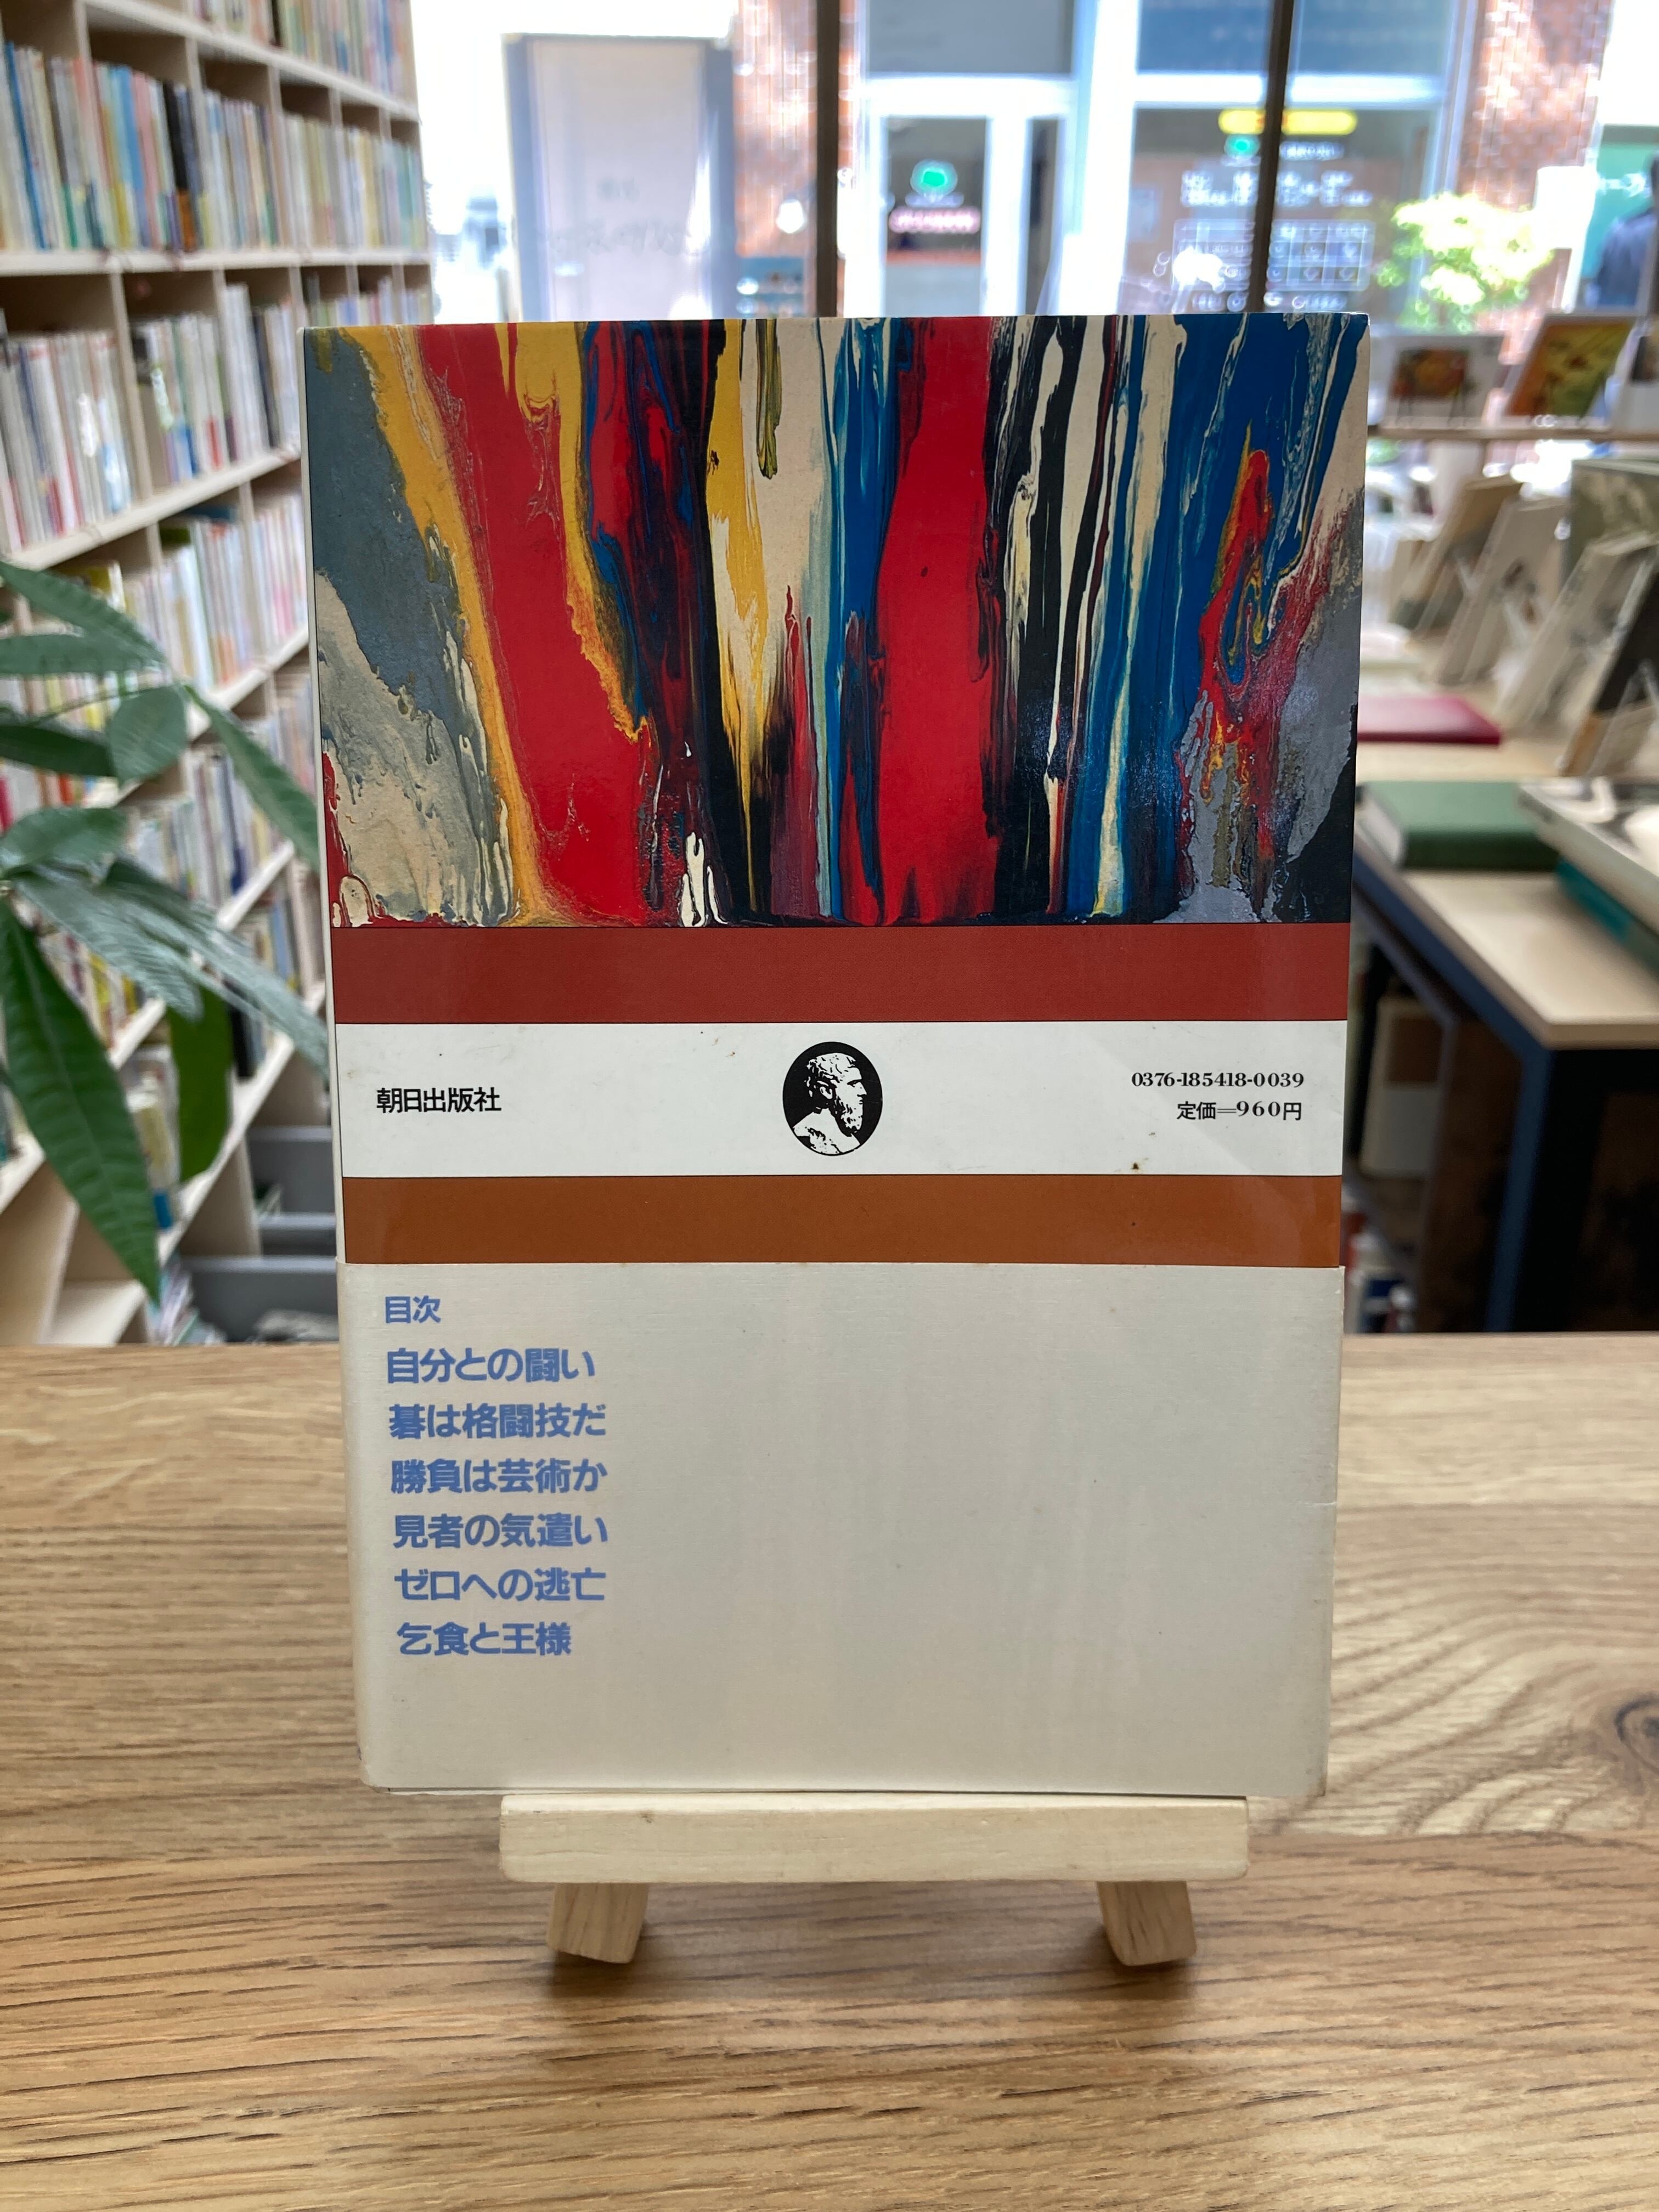 朝日出版社
0376-185418-0039
定価=960円
目次
自分との闘い
碁は格闘技だ
勝負は芸術か
見者の気遣い
ゼロへの逃亡
乞食と王様